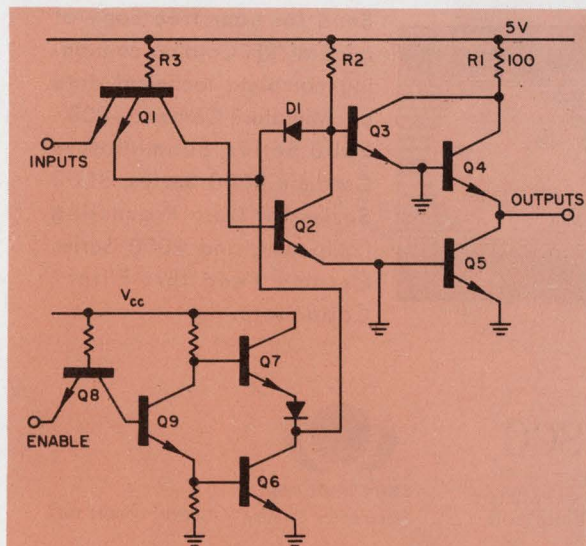 5V
R3
R2
R1
100
Q1
D1
Q3
Q4
INPUTS
OUTPUTS
Q2
Q5
Vcc
Q7
Q8
Q9
ENABLE
Q6